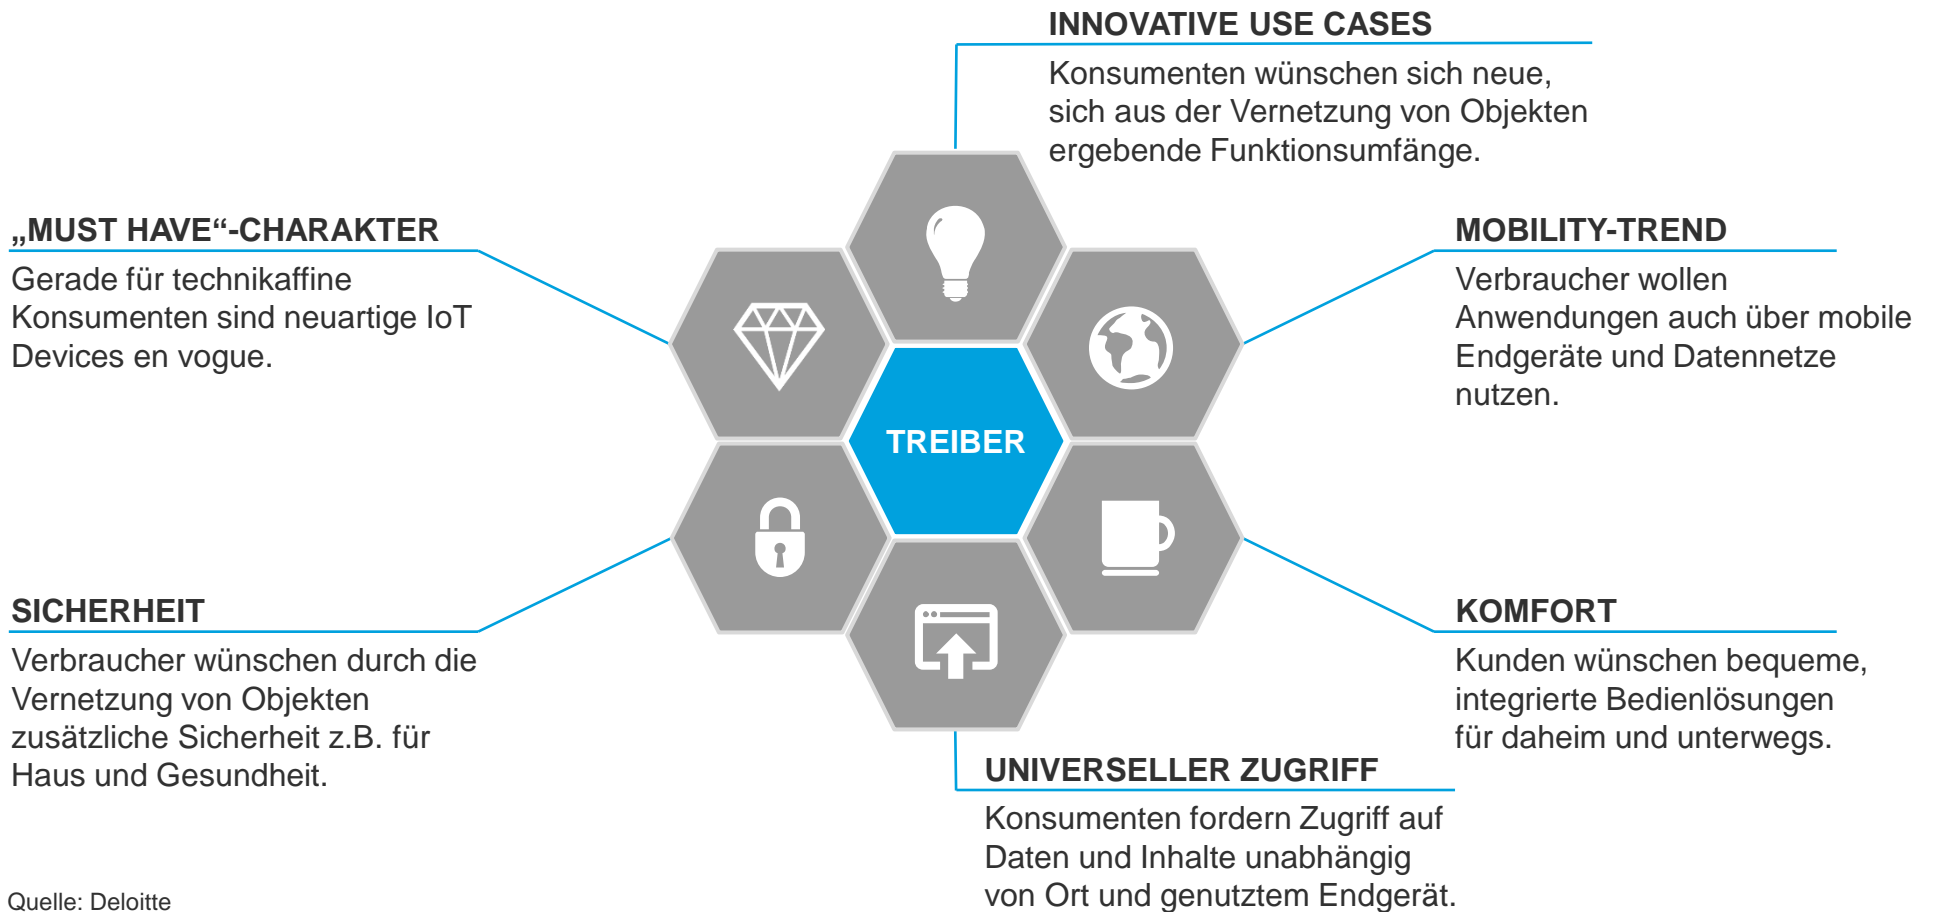 INNOVATIVE USE CASES
Konsumenten wünschen sich neue,
sich aus der Vernetzung von Objekten
ergebende Funktionsumfänge.
„MUST HAVE“-CHARAKTER
Gerade für technikaffine
Konsumenten sind neuartige IoT
Devices en vogue.
MOBILITY-TREND
Verbraucher wollen
Anwendungen auch über mobile
Endgeräte und Datennetze
nutzen.
TREIBER
SICHERHEIT
Verbraucher wünschen durch die
Vernetzung von Objekten
zusätzliche Sicherheit z.B. für
Haus und Gesundheit.
KOMFORT
Kunden wünschen bequeme,
integrierte Bedienlösungen
für daheim und unterwegs.
UNIVERSELLER ZUGRIFF
Konsumenten fordern Zugriff auf
Daten und Inhalte unabhängig
von Ort und genutztem Endgerät.
Quelle: Deloitte